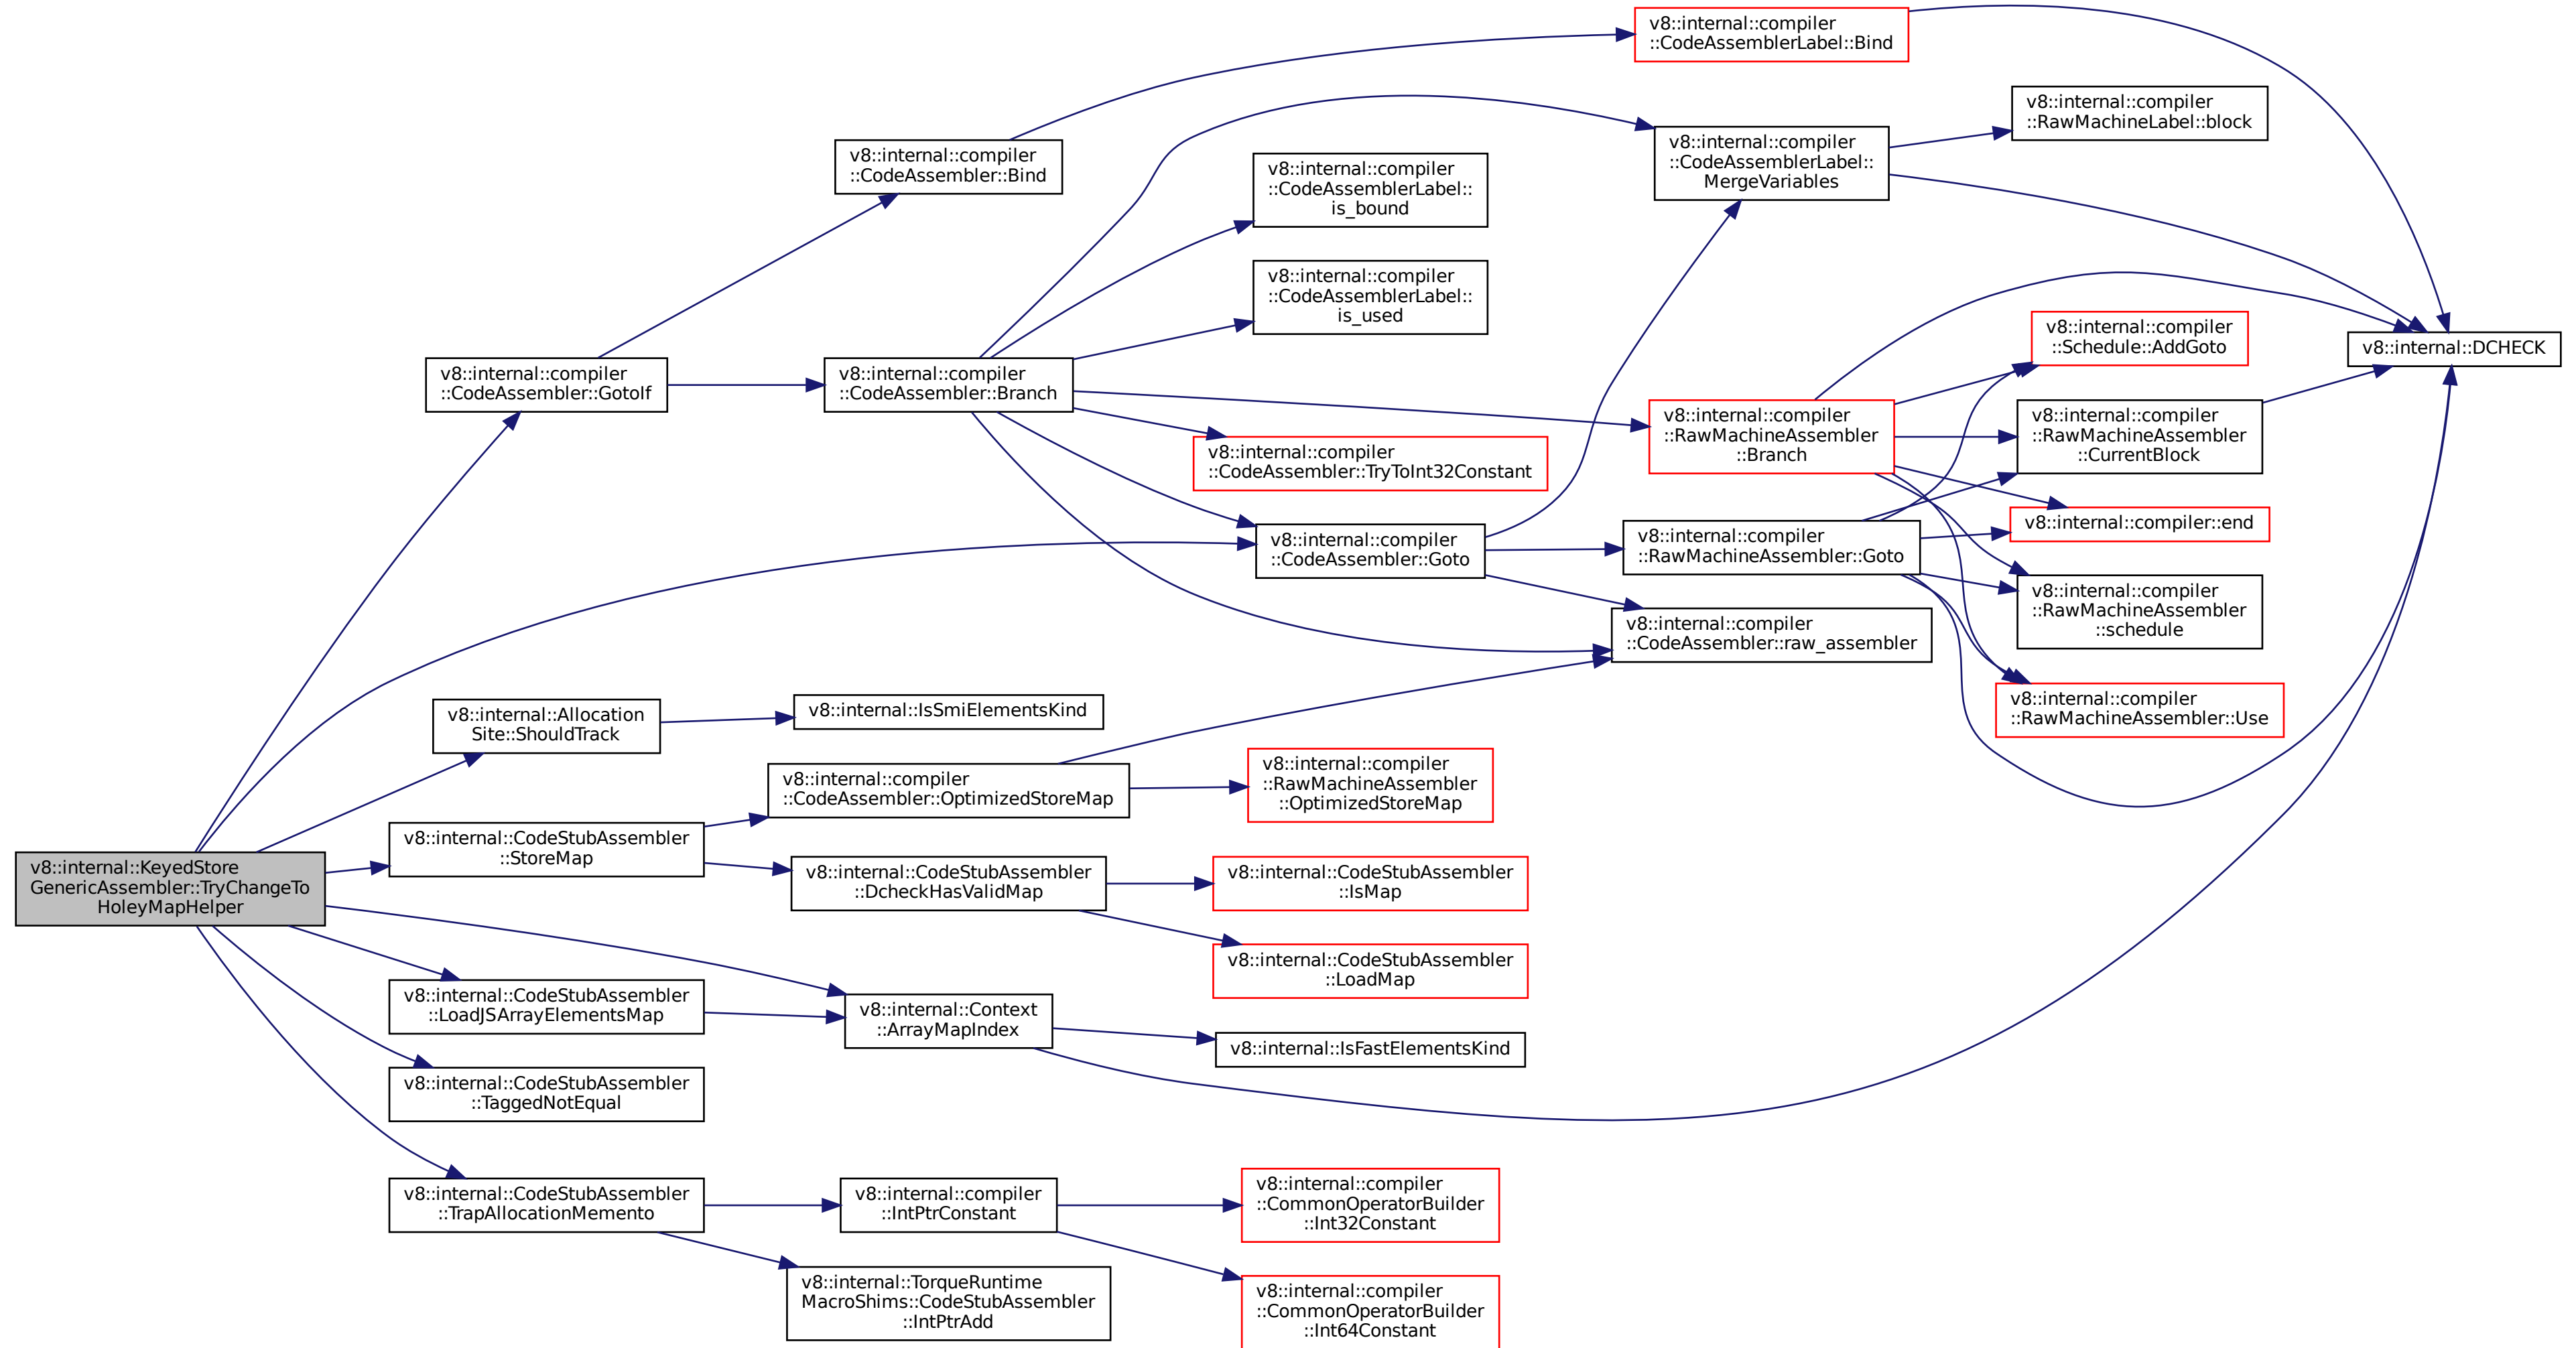 v8::internal::KeyedStore
GenericAssembler::TryChangeTo
HoleyMapHelper
v8::internal::compiler
::CodeAssembler::GotoIf
v8::internal::Allocation
Site::ShouldTrack
v8::internal::CodeStubAssembler
::StoreMap
v8::internal::CodeStubAssembler
::LoadJSArrayElementsMap
v8::internal::CodeStubAssembler
::TaggedNotEqual
v8::internal::CodeStubAssembler
::TrapAllocationMemento
v8::internal::compiler
::CodeAssembler::Bind
v8::internal::compiler
::CodeAssembler::Branch
v8::internal::IsSmiElementsKind
v8::internal::compiler
::CodeAssembler::OptimizedStoreMap
v8::internal::CodeStubAssembler
::DcheckHasValidMap
v8::internal::Context
::ArrayMapIndex
v8::internal::compiler
::IntPtrConstant
v8::internal::TorqueRuntime
MacroShims::CodeStubAssembler
::IntPtrAdd
v8::internal::compiler
::CodeAssemblerLabel::
is_bound
v8::internal::compiler
::CodeAssemblerLabel::
is_used
v8::internal::compiler
::CodeAssembler::TryToInt32Constant
v8::internal::compiler
::CodeAssembler::Goto
v8::internal::compiler
::RawMachineAssembler
::OptimizedStoreMap
v8::internal::CodeStubAssembler
::IsMap
v8::internal::CodeStubAssembler
::LoadMap
v8::internal::IsFastElementsKind
v8::internal::compiler
::CommonOperatorBuilder
::Int32Constant
v8::internal::compiler
::CommonOperatorBuilder
::Int64Constant
v8::internal::compiler
::CodeAssemblerLabel::Bind
v8::internal::compiler
::CodeAssemblerLabel::
MergeVariables
v8::internal::compiler
::RawMachineAssembler
::Branch
v8::internal::compiler
::RawMachineAssembler::Goto
v8::internal::compiler
::CodeAssembler::raw_assembler
v8::internal::compiler
::RawMachineLabel::block
v8::internal::compiler
::Schedule::AddGoto
v8::internal::compiler
::RawMachineAssembler
::CurrentBlock
v8::internal::compiler::end
v8::internal::compiler
::RawMachineAssembler
::schedule
v8::internal::compiler
::RawMachineAssembler::Use
v8::internal::DCHECK